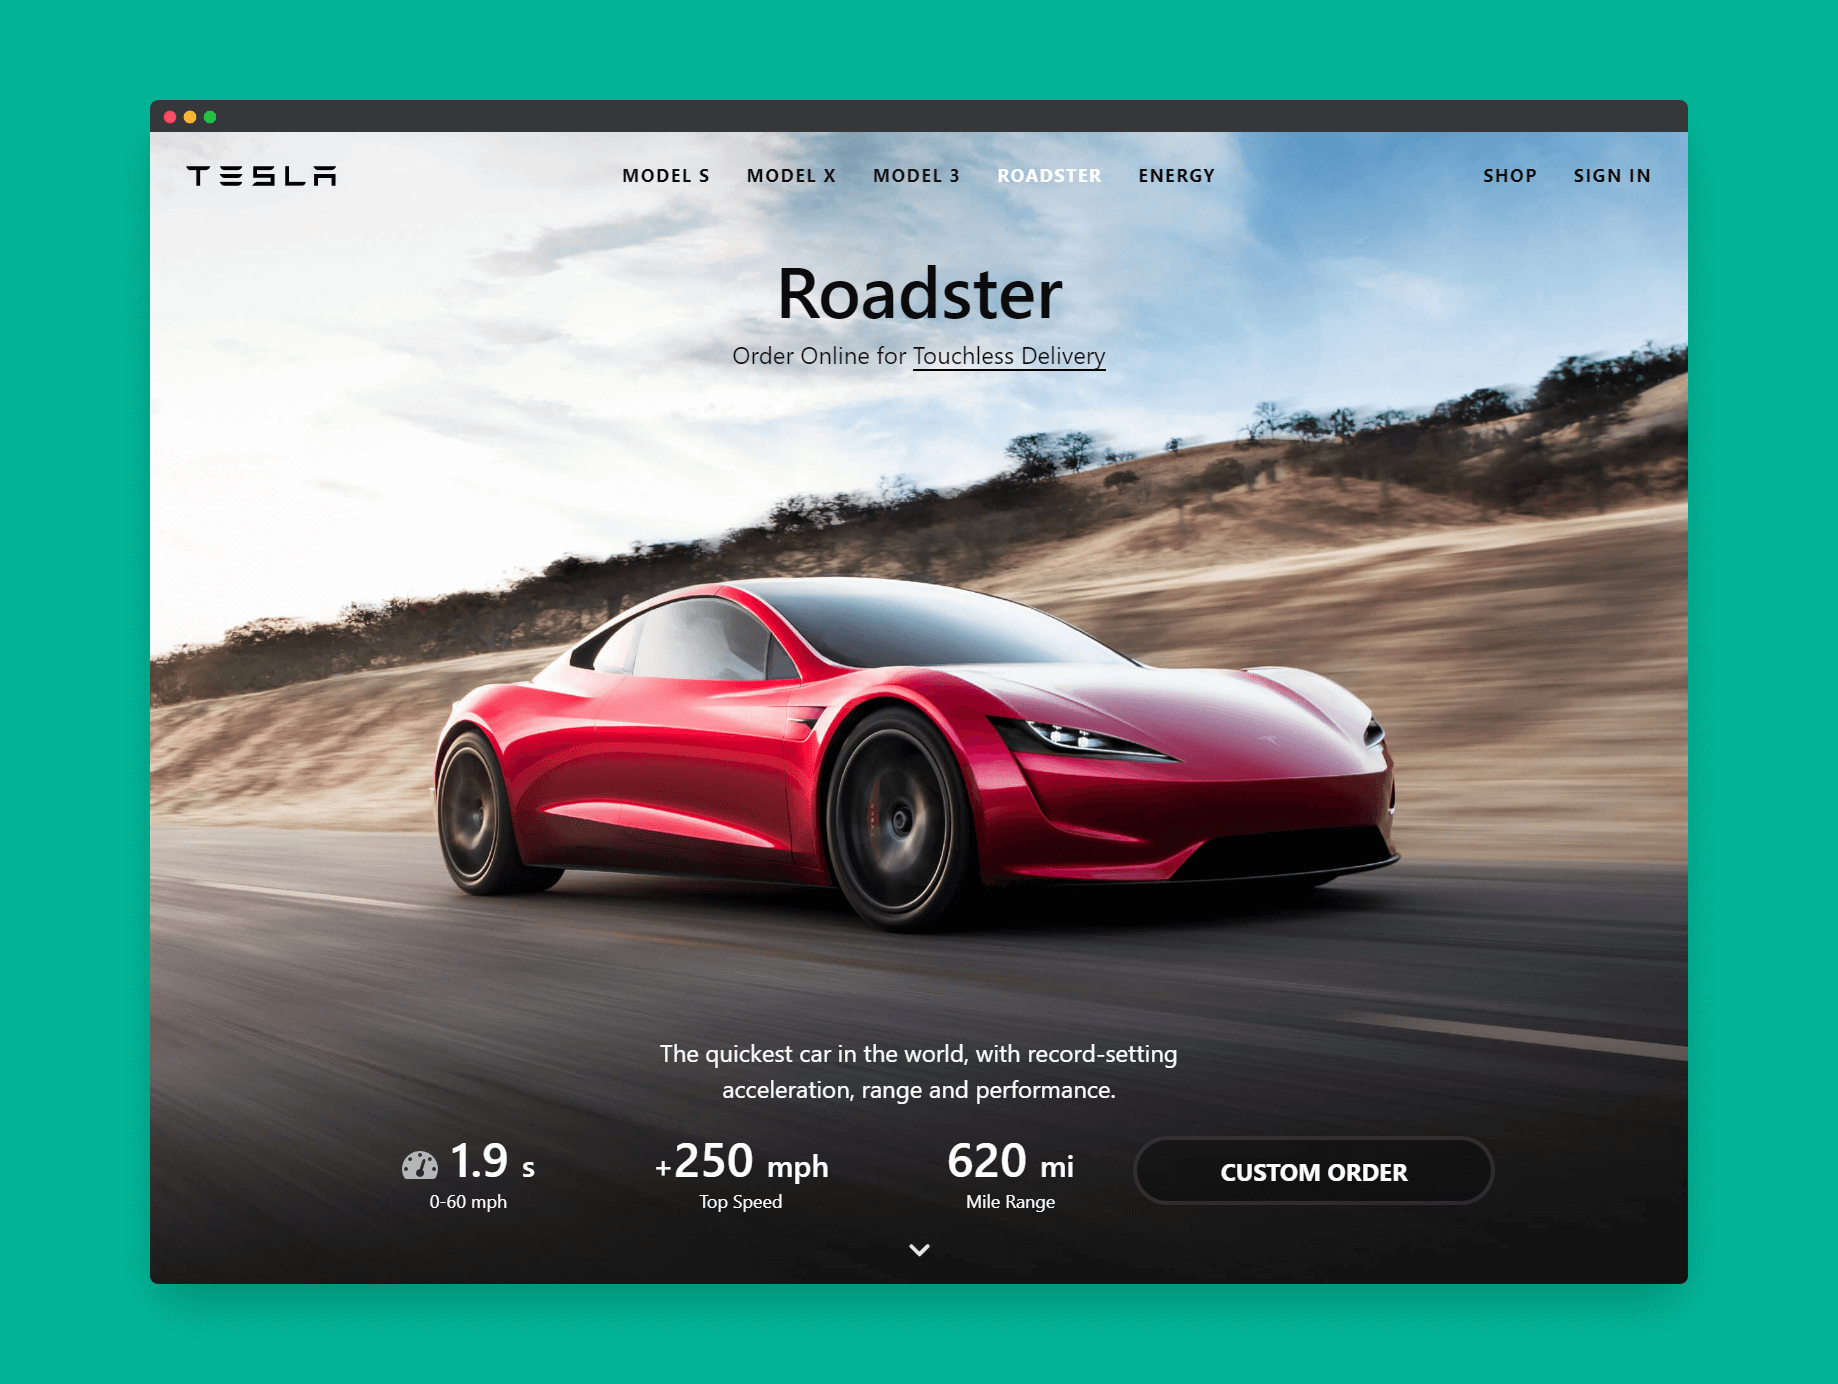 TESLA
MODEL S MODEL X MODEL 3 ROADSTER ENERGY SHOP SIGN IN
Roadster
Order Online for Touchless Delivery
The quickest car in the world, with record-setting
acceleration, range and performance.
1.9 s +250 mph 620 mi CUSTOM ORDER
0-60 mph Top Speed Mile Range